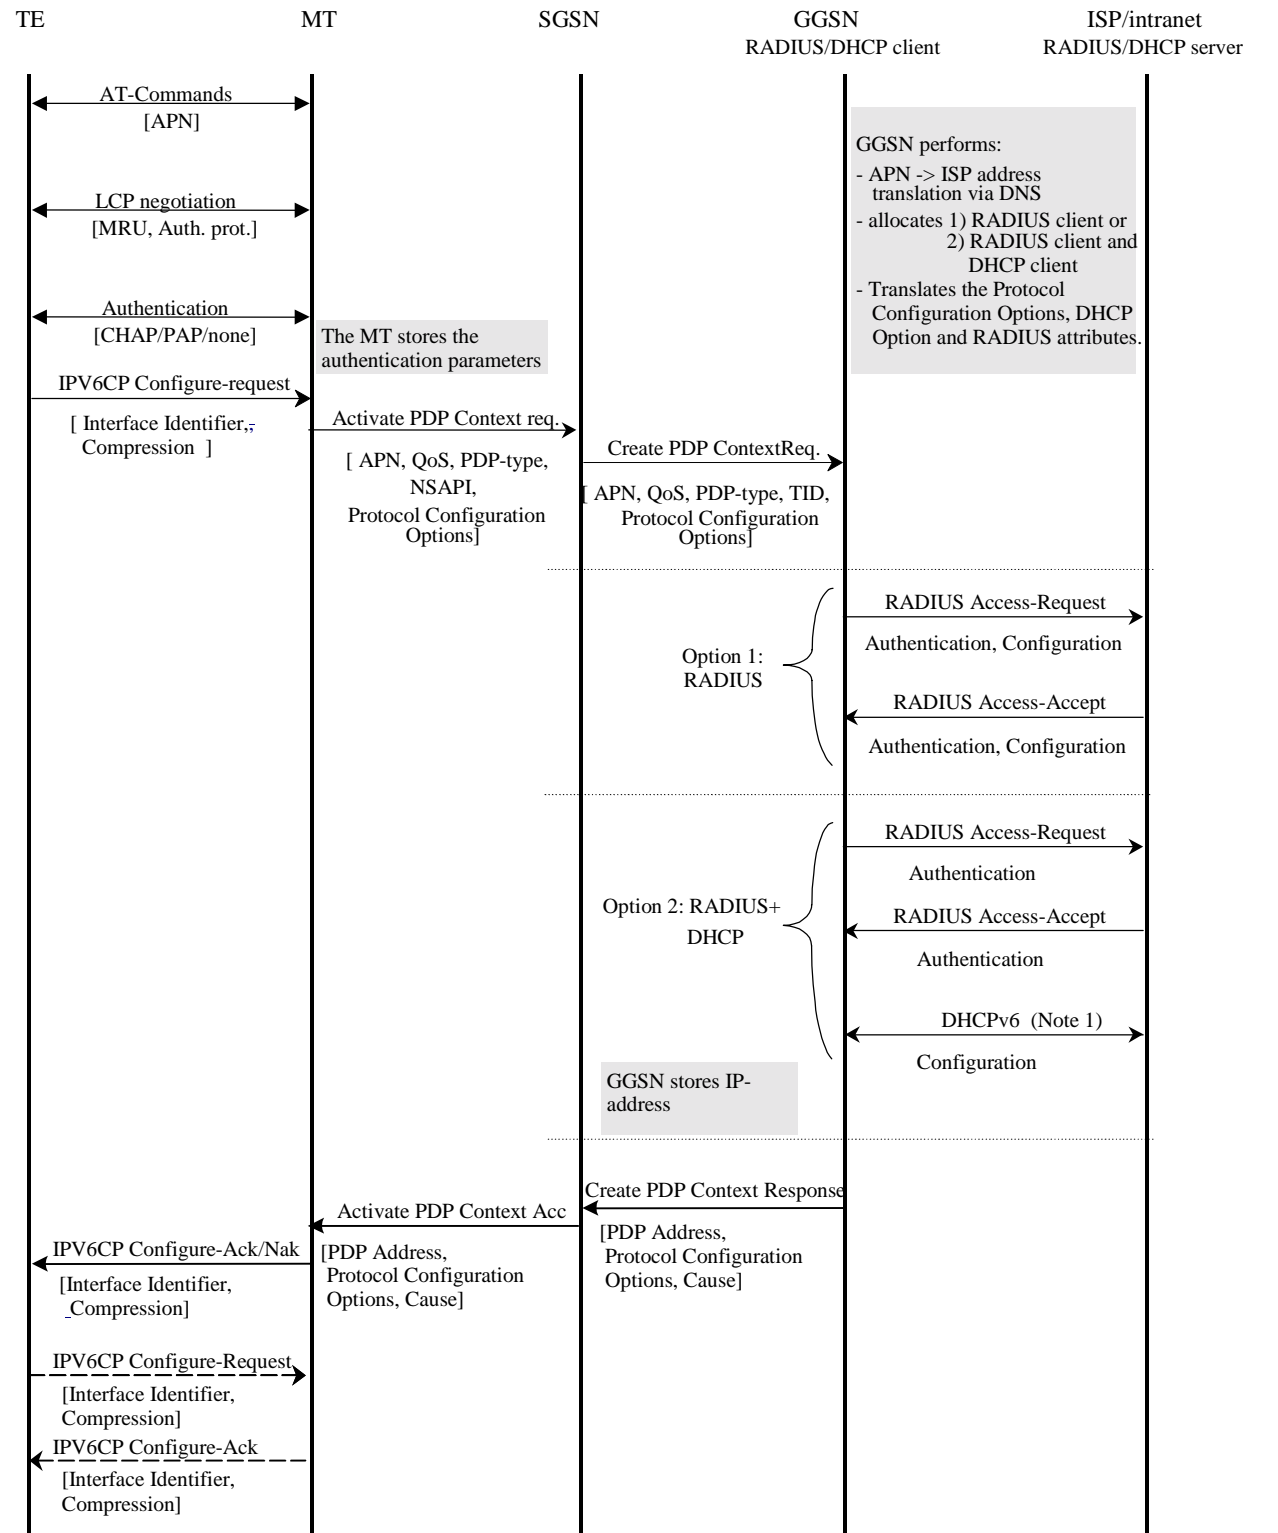 TE
MT
SGSN
GGSN
ISP/intranet
RADIUS/DHCP client
RADIUS/DHCP server
AT-Commands
[APN]
GGSN performs:
- APN -> ISP address
translation via DNS
- allocates 1) RADIUS client or
2) RADIUS client and
DHCP client
- Translates the Protocol
Configuration Options, DHCP
Option and RADIUS attributes.
LCP negotiation
[MRU, Auth. prot.]
Authentication
[CHAP/PAP/none]
The MT stores the
authentication parameters
IPV6CP Configure-request
[ Interface Identifier,,
Compression ]
Activate PDP Context req.
[ APN, QoS, PDP-type,
NSAPI,
Protocol Configuration
Options]
Create PDP ContextReq.
[ APN, QoS, PDP-type, TID,
Protocol Configuration
Options]
RADIUS Access-Request
Authentication, Configuration
Option 1:
RADIUS
RADIUS Access-Accept
Authentication, Configuration
RADIUS Access-Request
Authentication
Option 2: RADIUS+
DHCP
RADIUS Access-Accept
Authentication
DHCPv6 (Note 1)
Configuration
GGSN stores IP-
address
Create PDP Context Response
[PDP Address,
Protocol Configuration
Options, Cause]
Activate PDP Context Acc
[PDP Address,
Protocol Configuration
Options, Cause]
IPV6CP Configure-Ack/Nak
[Interface Identifier,
Compression]
IPV6CP Configure-Request
[Interface Identifier,
Compression]
IPV6CP Configure-Ack
[Interface Identifier,
Compression]